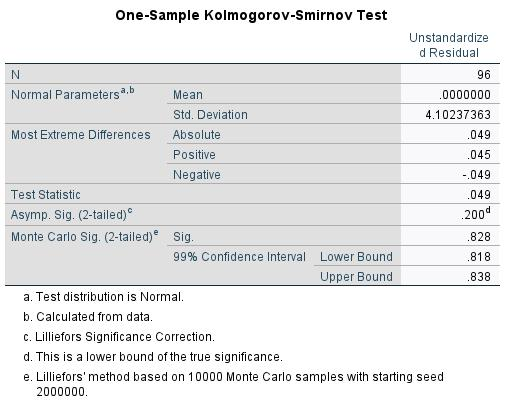 One-Sample Kolmogorov-Smirnov Test
Unstandardize
d Residual
N 96
Normal Parametersa,b Mean .0000000
Std. Deviation 4.10237363
Most Extreme Differences Absolute .049
Positive .045
Negative -.049
Test Statistic .049
Asymp. Sig. (2-tailed)c .200d
Monte Carlo Sig. (2-tailed)e Sig. .828
99% Confidence Interval Lower Bound .818
Upper Bound .838
a. Test distribution is Normal.
b. Calculated from data.
c. Lilliefors Significance Correction.
d. This is a lower bound of the true significance.
e. Lilliefors' method based on 10000 Monte Carlo samples with starting seed
2000000.